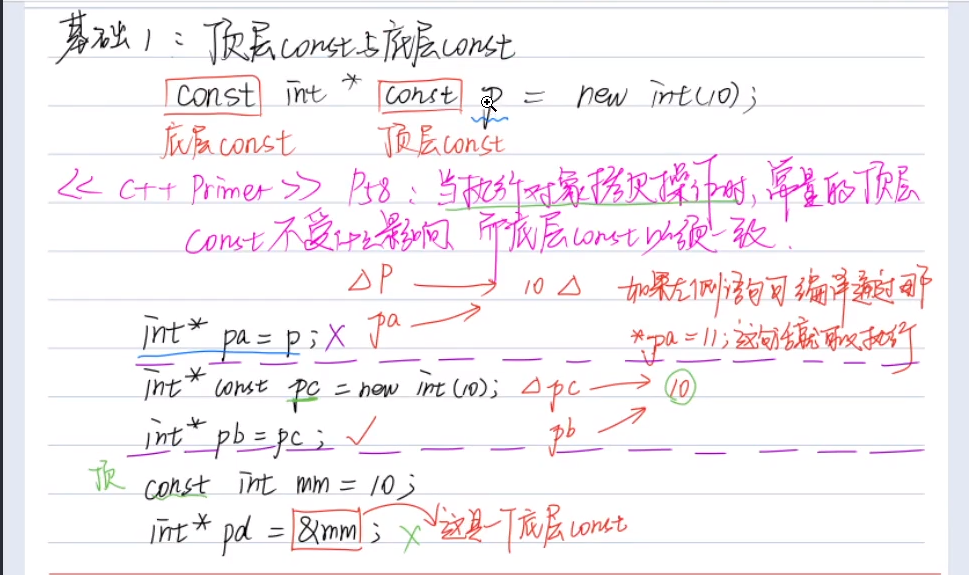 基础1：顶层const与底层const
const int * const p = new int(10);
底层const 顶层const
<< C++ Primer >> P58：当执行对象拷贝操作时，常量的顶层
const不受什么影响，而底层const必须一致.
△ P 10 △ 如果左侧语句可编译通过那
int* pa = p; X pa *pa = 11; 这句话就可以执行
int* const pc = new int(10); △ pc 10
int* pb = pc; ✓ pb
顶 const int mm = 10;
int* pd = &mm; X 这是一个底层const